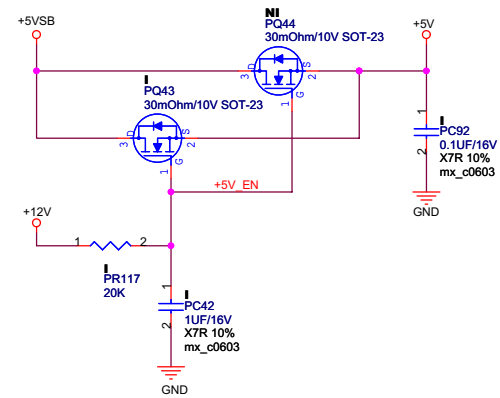 +5VSB
NI
PQ44
30mOhm/10V SOT-23
+5V
3
D
S
2
G
1
I
PQ43
30mOhm/10V SOT-23
3
D
S
2
G
1
1
I
PC92
0.1UF/16V
X7R 10%
mx_c0603
2
GND
+5V_EN
+12V
1
2
I
PR117
20K
1
I
PC42
1UF/16V
X7R 10%
mx_c0603
2
GND